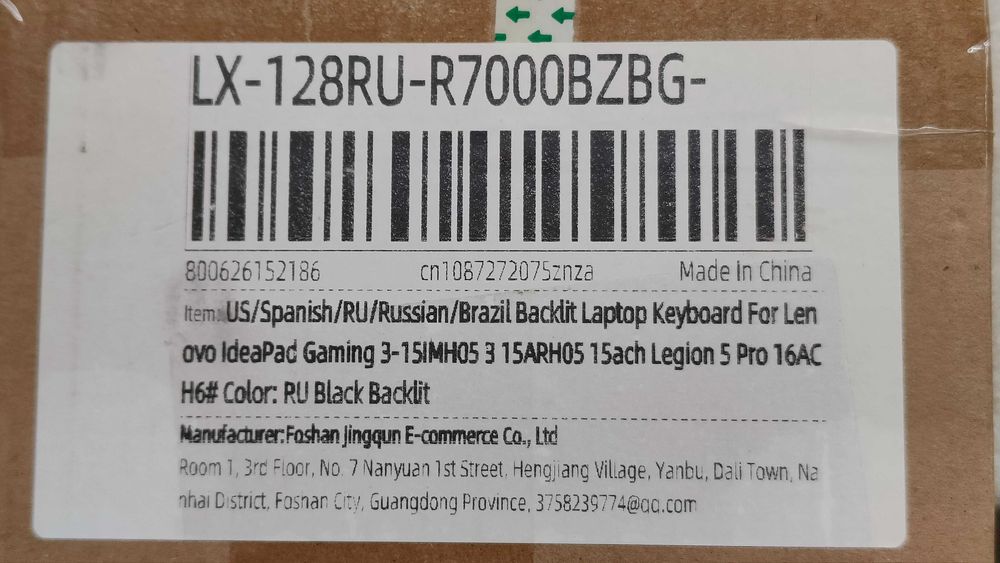 LX-128RU-R7000BZBG-
800626152186 cn1087272075znza Made In China
Item: US/Spanish/RU/Russian/Brazil Backlit Laptop Keyboard For Len
ovo IdeaPad Gaming 3-15IMH05 3 15ARH05 15ach Legion 5 Pro 16AC
H6# Color: RU Black Backlit
Manufacturer:Foshan Jingqun E-commerce Co., Ltd
Room 1, 3rd Floor, No. 7 Nanyuan 1st Street, Hengjiang Village, Yanbu, Dali Town, Na
nhai District, Foshan City, Guangdong Province, 3758239774@qq.com